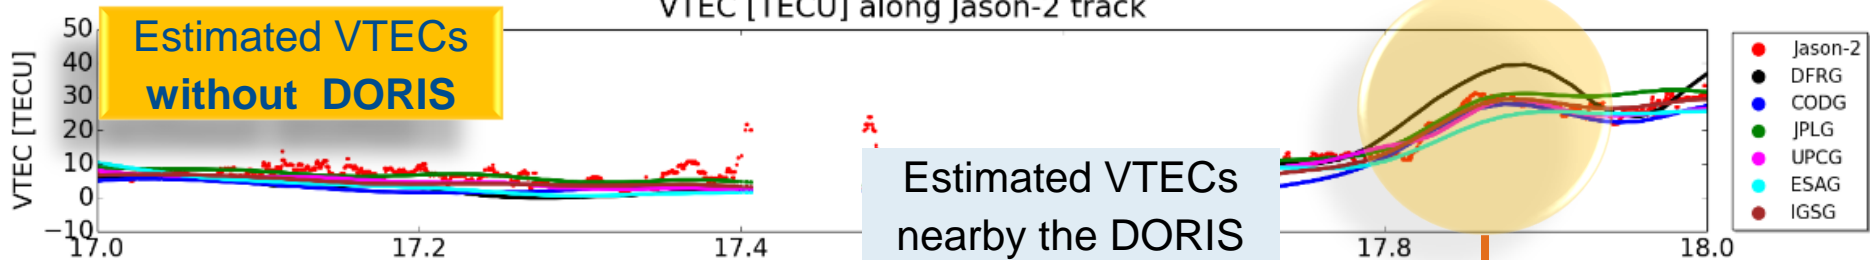 VTEC [TECU] along Jason-2 track
Estimated VTECs
without DORIS
VTEC [TECU]
50
40
30
20
10
0
−10
17.0
17.2
17.4
17.8
18.0
Estimated VTECs
nearby the DORIS
Jason-2
DFRG
CODG
JPLG
UPCG
ESAG
IGSG